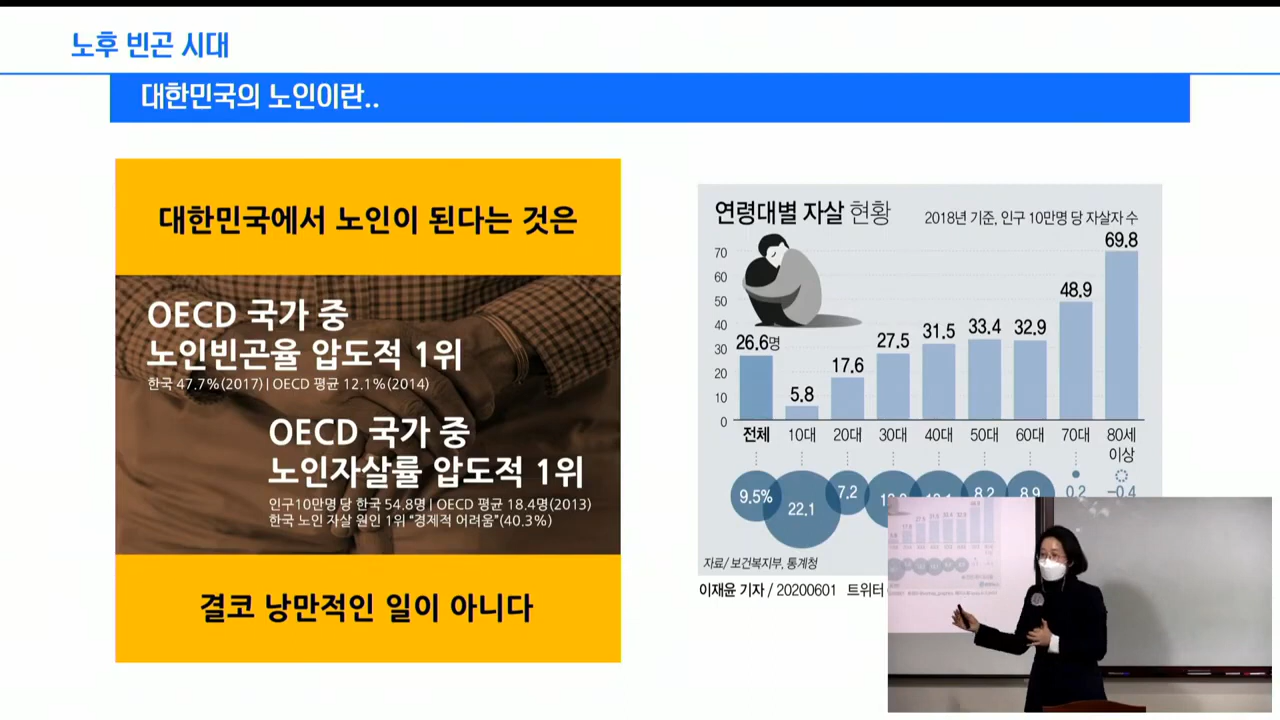 노후 빈곤 시대
대한민국의 노인이란..
대한민국에서 노인이 된다는 것은
OECD 국가 중
노인빈곤율 압도적 1위
한국 47.7%(2017) | OECD 평균 12.1%(2014)
OECD 국가 중
노인자살률 압도적 1위
인구10만명 당 한국 54.8명 | OECD 평균 18.4명(2013)
한국 노인 자살 원인 1위 “경제적 어려움”(40.3%)
결코 낭만적인 일이 아니다
연령대별 자살 현황
2018년 기준, 인구 10만명 당 자살자 수
70
60
50
40
30
20
10
0
26.6명
5.8
17.6
27.5
31.5
33.4
32.9
48.9
69.8
전체 10대 20대 30대 40대 50대 60대 70대 80세
이상
9.5% 22.1 7.2 8.2 8.9 0.2 −0.4
자료/ 보건복지부, 통계청
이재윤 기자 / 20200601 트위터